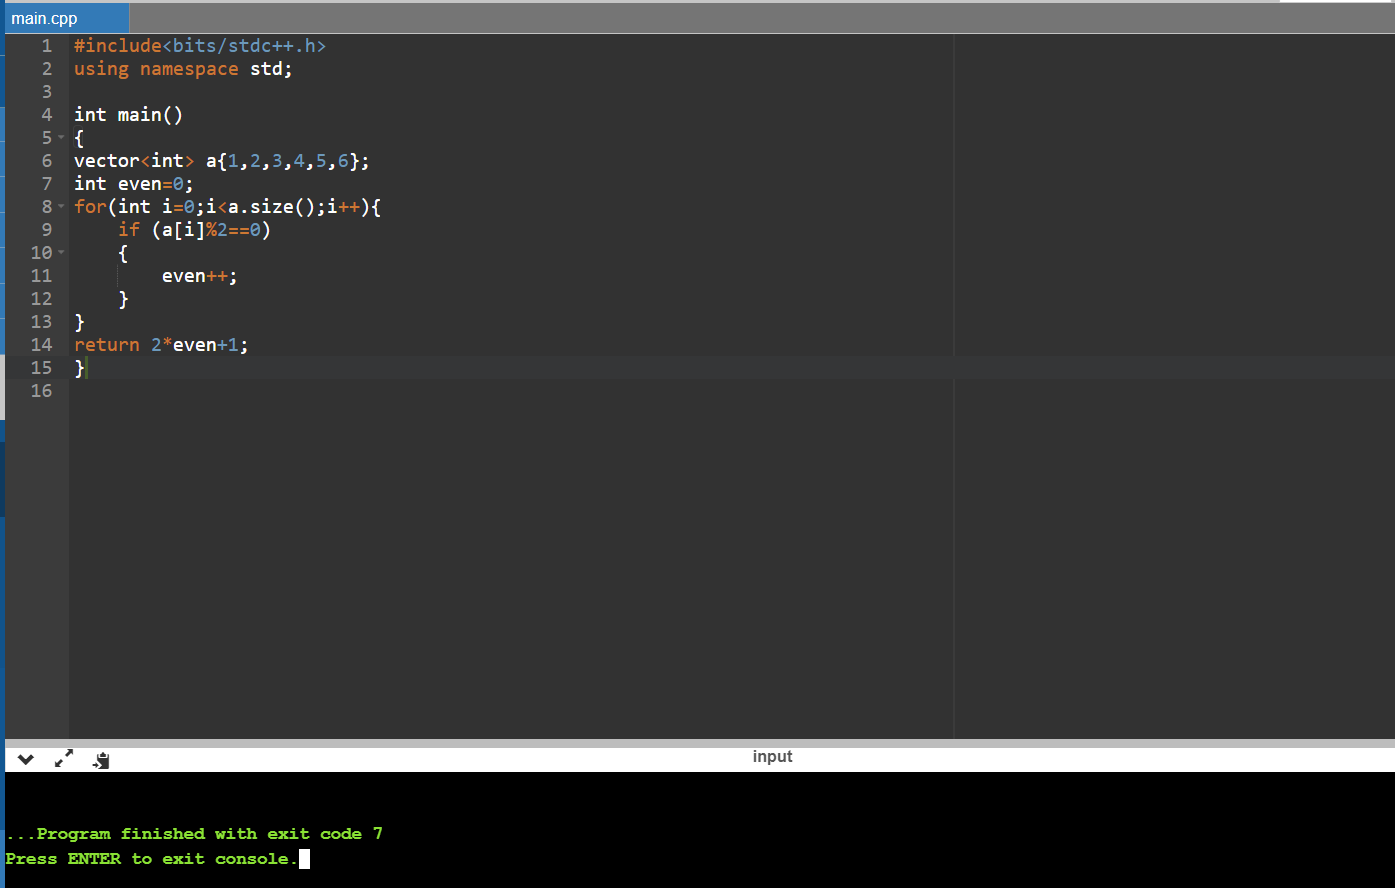 main.cpp
1 #include<bits/stdc++.h>
2 using namespace std;
3
4 int main()
5 {
6 vector<int> a{1,2,3,4,5,6};
7 int even=0;
8 for(int i=0;i<a.size();i++){
9     if (a[i]%2==0)
10     {
11         even++;
12     }
13 }
14 return 2*even+1;
15 }
16
input
...Program finished with exit code 7
Press ENTER to exit console.